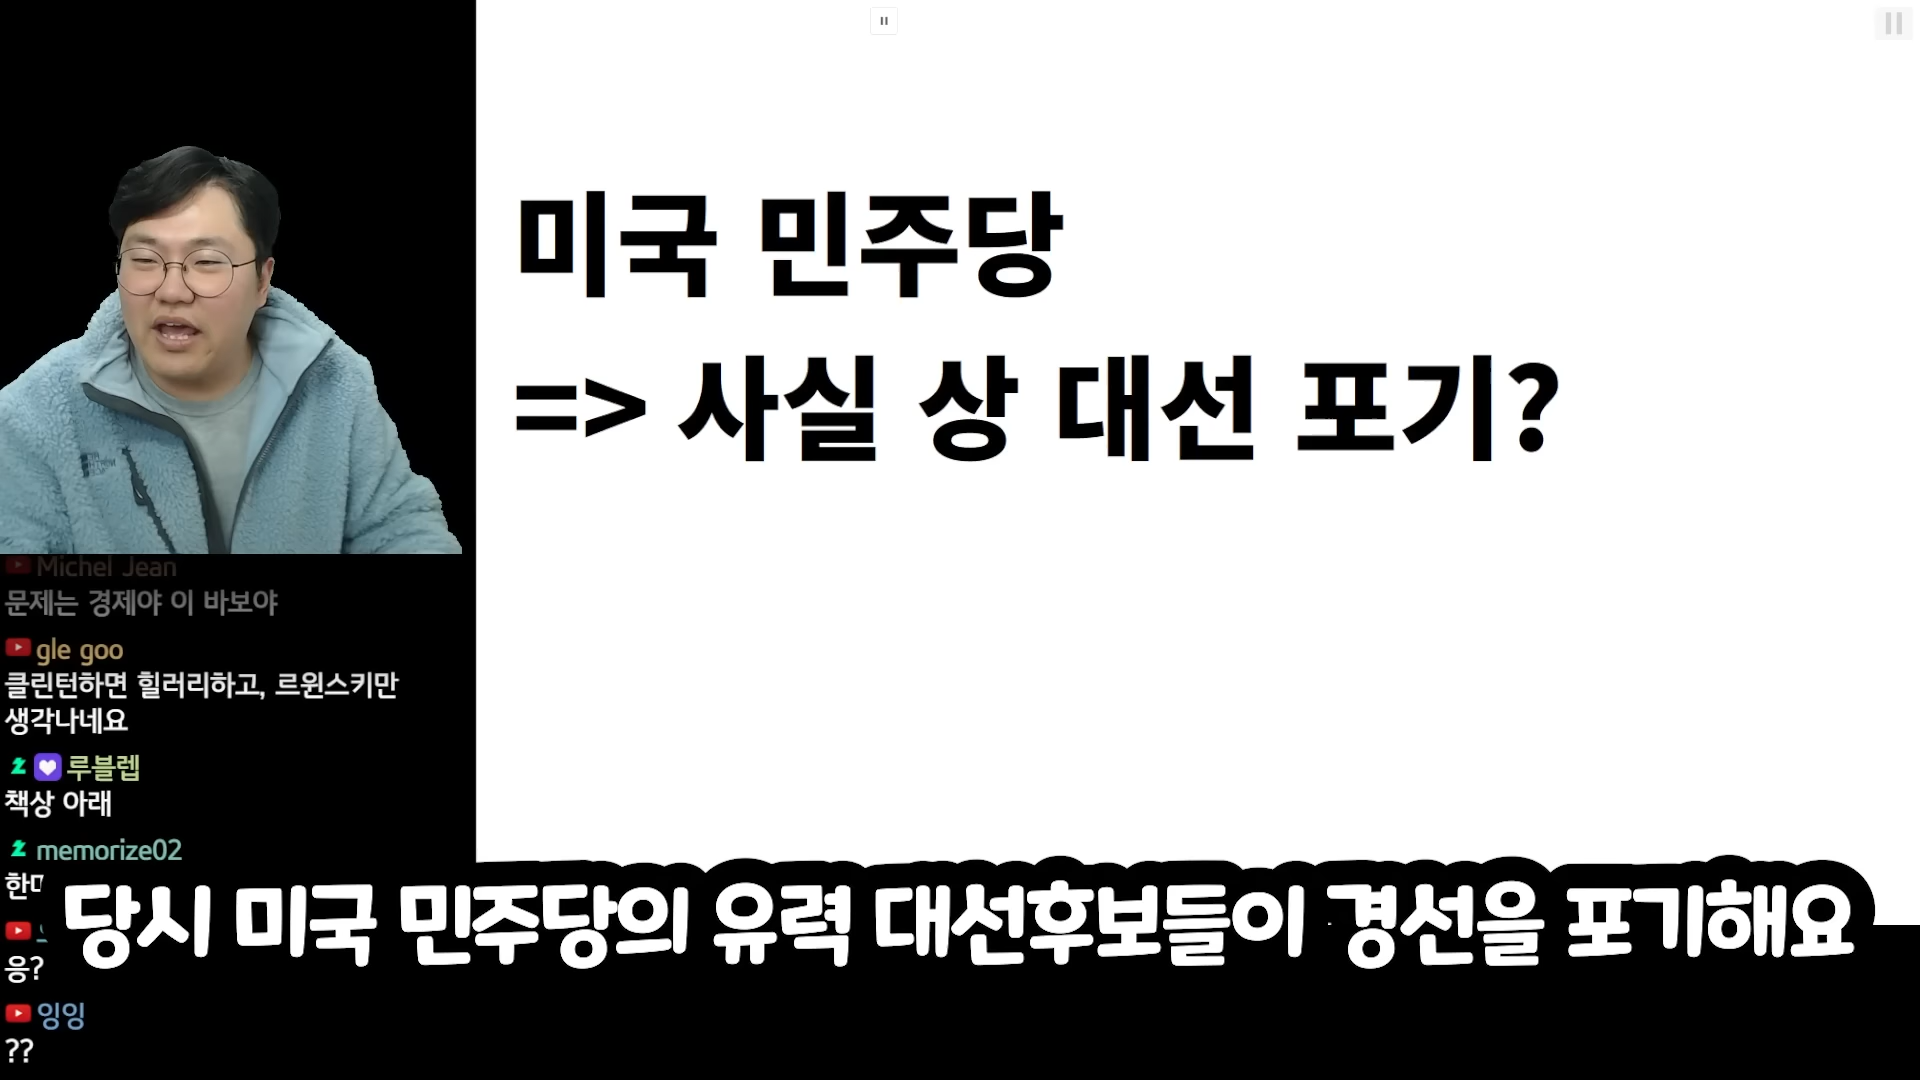 미국 민주당
=> 사실 상 대선 포기?
Michel Jean
문제는 경제야 이 바보야
gle goo
클린턴하면 힐러리하고, 르윈스키만
생각나네요
루블렙
책상 아래
memorize02
당시 미국 민주당의 유력 대선후보들이 경선을 포기해요
응?
잉잉
??